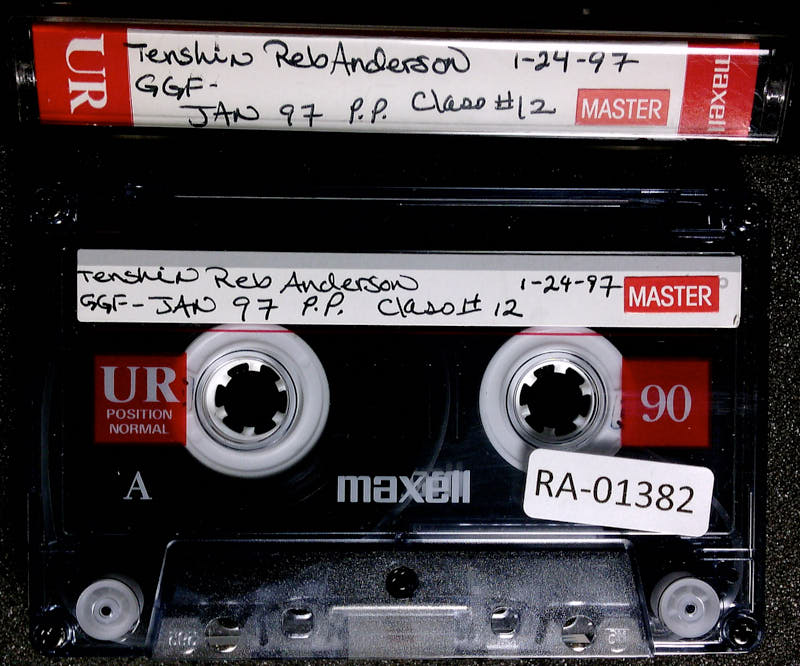 UR
Tenshin Reb Anderson 1-24-97
GGF-
JAN 97 P.P. Class #12
MASTER
maxell
Tenshin Reb Anderson 1-24-97
GGF-JAN 97 P.P. Class # 12
MASTER
UR
POSITION
NORMAL
90
A
maxell
RA-01382